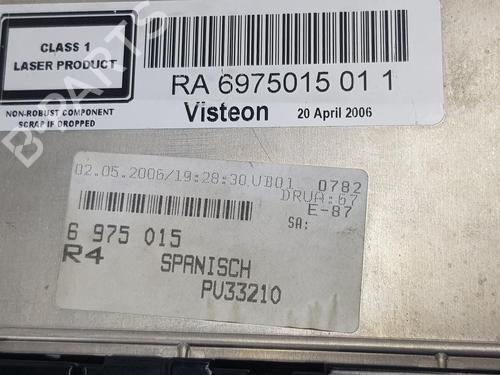 CLASS 1
LASER PRODUCT
NON-ROBUST COMPONENT
SCRAP IF DROPPED
RA 6975015 01 1
Visteon 20 April 2006
B-PARTS
02.05.2006/19:28:30 VB01 0782
DRUA:67
E-87
SA:
6 975 015
R4 SPANISCH
PV33210